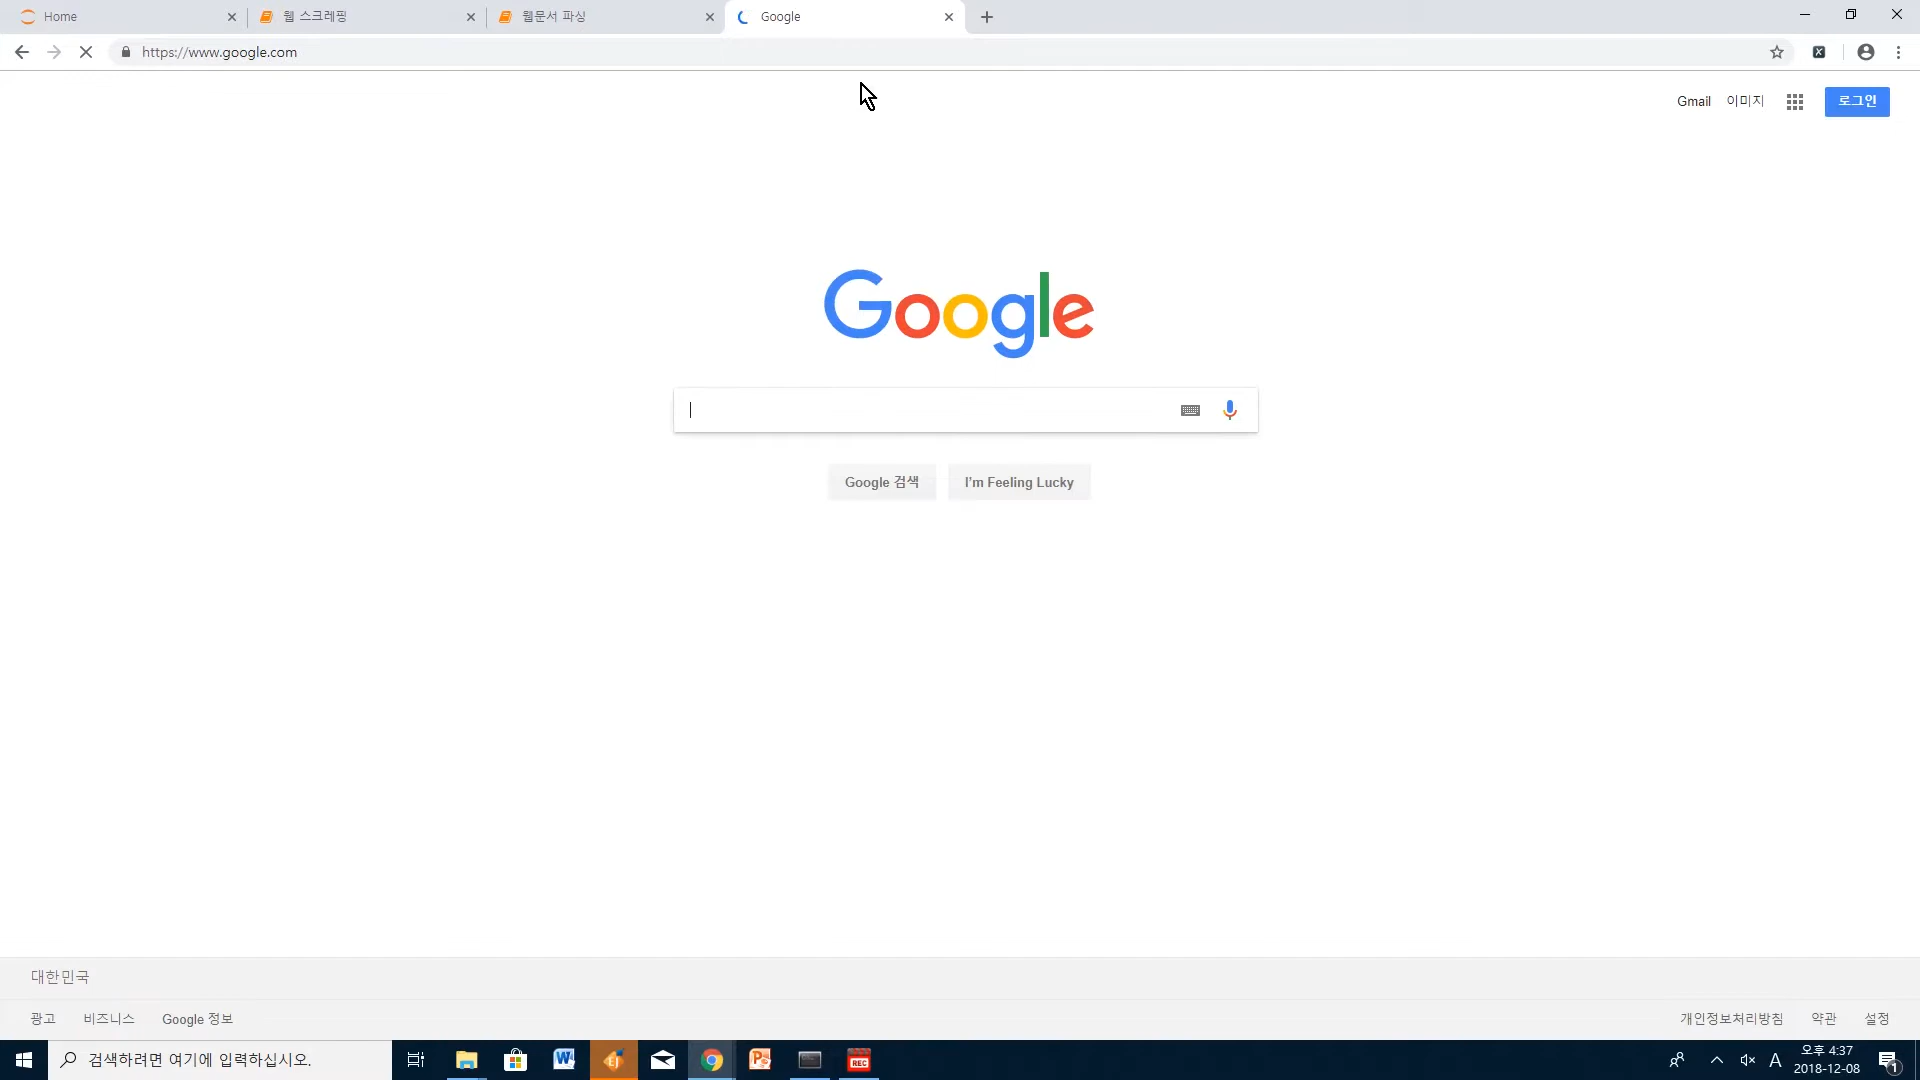 Home
웹 스크레핑
웹문서 파싱
Google
https://www.google.com
Gmail
이미지
로그인
Google
Google 검색
I'm Feeling Lucky
대한민국
광고
비즈니스
Google 정보
개인정보처리방침
약관
설정
검색하려면 여기에 입력하십시오.
REC
A
오후 4:37
2018-12-08
1